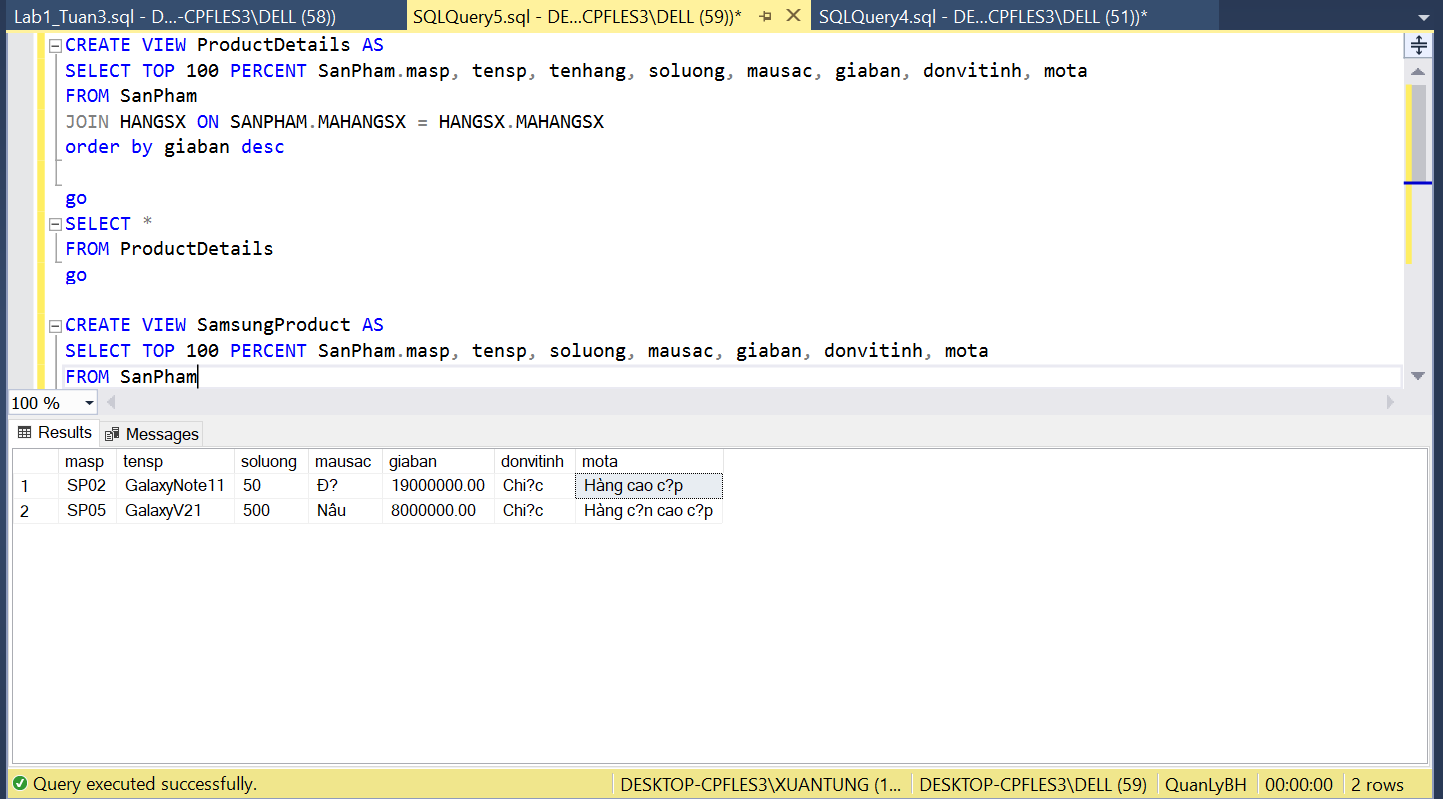 Lab1_Tuan3.sql - D...-CPFLES3\DELL (58)) SQLQuery5.sql - DE...CPFLES3\DELL (59))* SQLQuery4.sql - DE...CPFLES3\DELL (51))*
CREATE VIEW ProductDetails AS
SELECT TOP 100 PERCENT SanPham.masp, tensp, tenhang, soluong, mausac, giaban, donvitinh, mota
FROM SanPham
JOIN HANGSX ON SANPHAM.MAHANGSX = HANGSX.MAHANGSX
order by giaban desc
go
SELECT *
FROM ProductDetails
go
CREATE VIEW SamsungProduct AS
SELECT TOP 100 PERCENT SanPham.masp, tensp, soluong, mausac, giaban, donvitinh, mota
FROM SanPham
100 %
Results Messages
masp tensp soluong mausac giaban donvitinh mota
1 SP02 GalaxyNote11 50 Đ? 19000000.00 Chi?c Hàng cao c?p
2 SP05 GalaxyV21 500 Nâu 8000000.00 Chi?c Hàng c?n cao c?p
Query executed successfully. DESKTOP-CPFLES3\XUANTUNG (1... DESKTOP-CPFLES3\DELL (59) QuanLyBH 00:00:00 2 rows